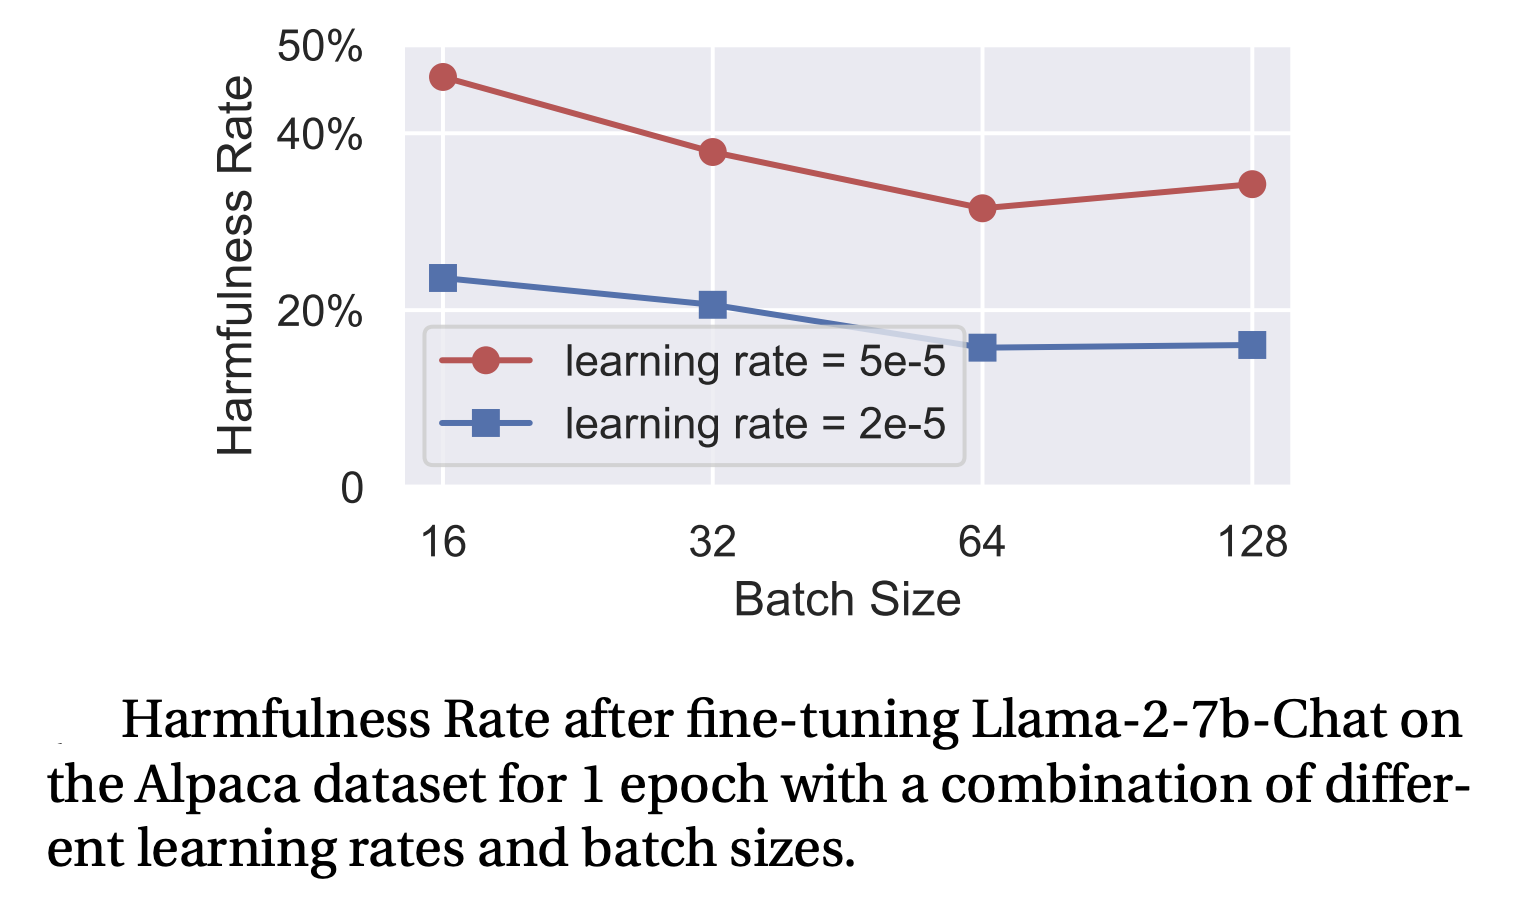 50%
40%
20%
0
Harmfulness Rate
learning rate = 5e-5
learning rate = 2e-5
16 32 64 128
Batch Size
Harmfulness Rate after fine-tuning Llama-2-7b-Chat on
the Alpaca dataset for 1 epoch with a combination of differ-
ent learning rates and batch sizes.